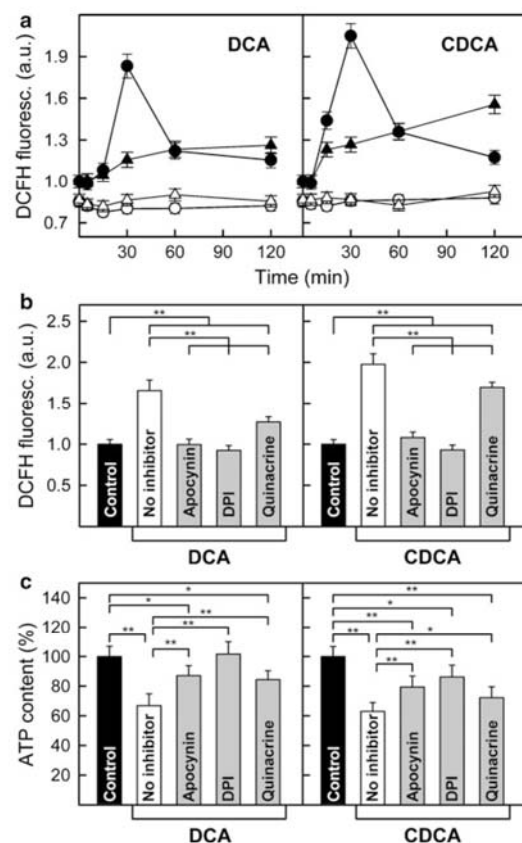 a
DCFH fluoresc. (a.u.)
1.9
1.6
1.3
1.0
0.7
DCA
CDCA
30 60 90 120
30 60 90 120
Time (min)
b
DCFH fluoresc. (a.u.)
2.5
2.0
1.5
1.0
0.5
** **
** **
Control
No inhibitor
Apocynin
DPI
Quinacrine
Control
No inhibitor
Apocynin
DPI
Quinacrine
DCA
CDCA
c
ATP content (%)
140
120
100
80
60
40
20
* **
* ** ** *
** ** ** *
** ** ** **
Control
No inhibitor
Apocynin
DPI
Quinacrine
Control
No inhibitor
Apocynin
DPI
Quinacrine
DCA
CDCA